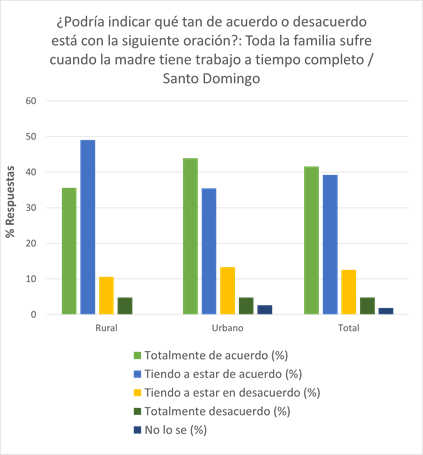 ¿Podría indicar qué tan de acuerdo o desacuerdo
está con la siguiente oración?: Toda la familia sufre
cuando la madre tiene trabajo a tiempo completo /
Santo Domingo
60
50
40
30
20
10
0
% Respuestas
Rural
Urbano
Total
Totalmente de acuerdo (%)
Tiendo a estar de acuerdo (%)
Tiendo a estar en desacuerdo (%)
Totalmente desacuerdo (%)
No lo se (%)